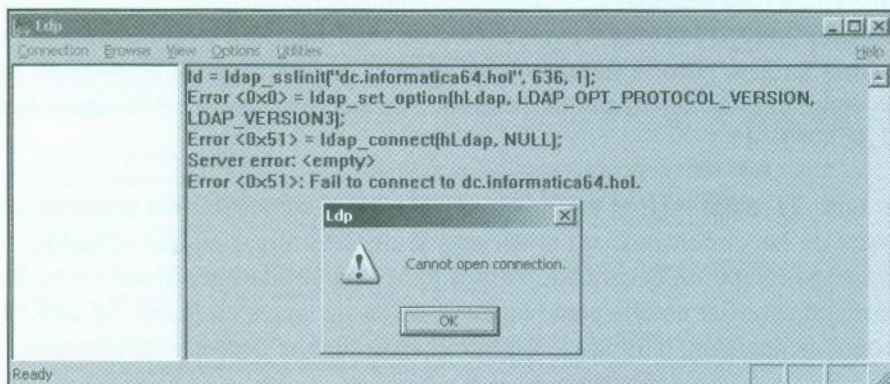 Ldp
Connection Browse View Options Utilities Help
ld = ldap_sslinit("dc.informatica64.hol", 636, 1);
Error <0x0> = ldap_set_option(hLdap, LDAP_OPT_PROTOCOL_VERSION,
LDAP_VERSION3);
Error <0x51> = ldap_connect(hLdap, NULL);
Server error: <empty>
Error <0x51>: Fail to connect to dc.informatica64.hol.
Ldp
Cannot open connection.
OK
Ready